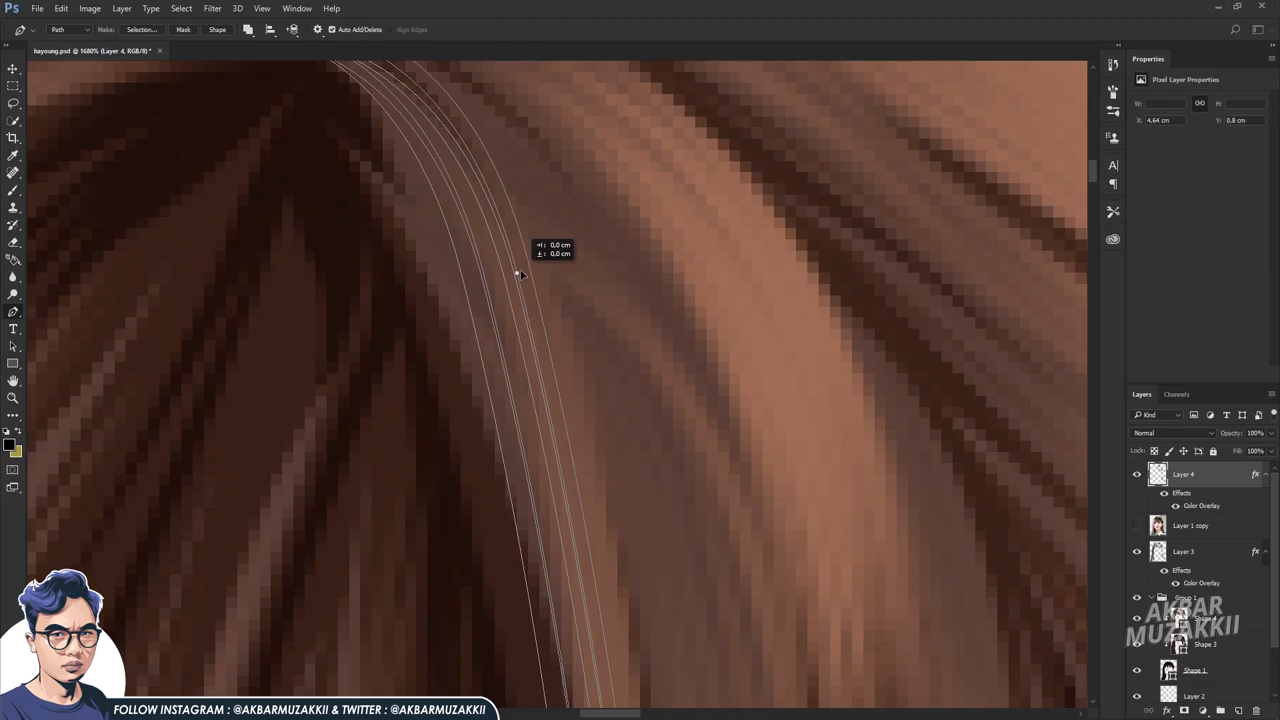 Ps File Edit Image Layer Type Select Filter 3D View Window Help
Path Make: Selection... Mask Shape Auto Add/Delete Align Edges
hayoung.psd @ 1680% (Layer 4, RGB/8) *
Properties
Pixel Layer Properties
W: H:
X: 4,64 cm Y: 0,8 cm
: 0,0 cm
: 0,0 cm
Layers Channels
Kind
Normal Opacity: 100%
Lock: Fill: 100%
Layer 4 fx
Effects
Color Overlay
Layer 1 copy
Layer 3 fx
Effects
Color Overlay
Group 1
Shape 3
Shape 1
Layer 2
AKBAR
MUZAKKII
FOLLOW INSTAGRAM : @AKBARMUZAKKII & TWITTER : @AKBARMUZAKKII